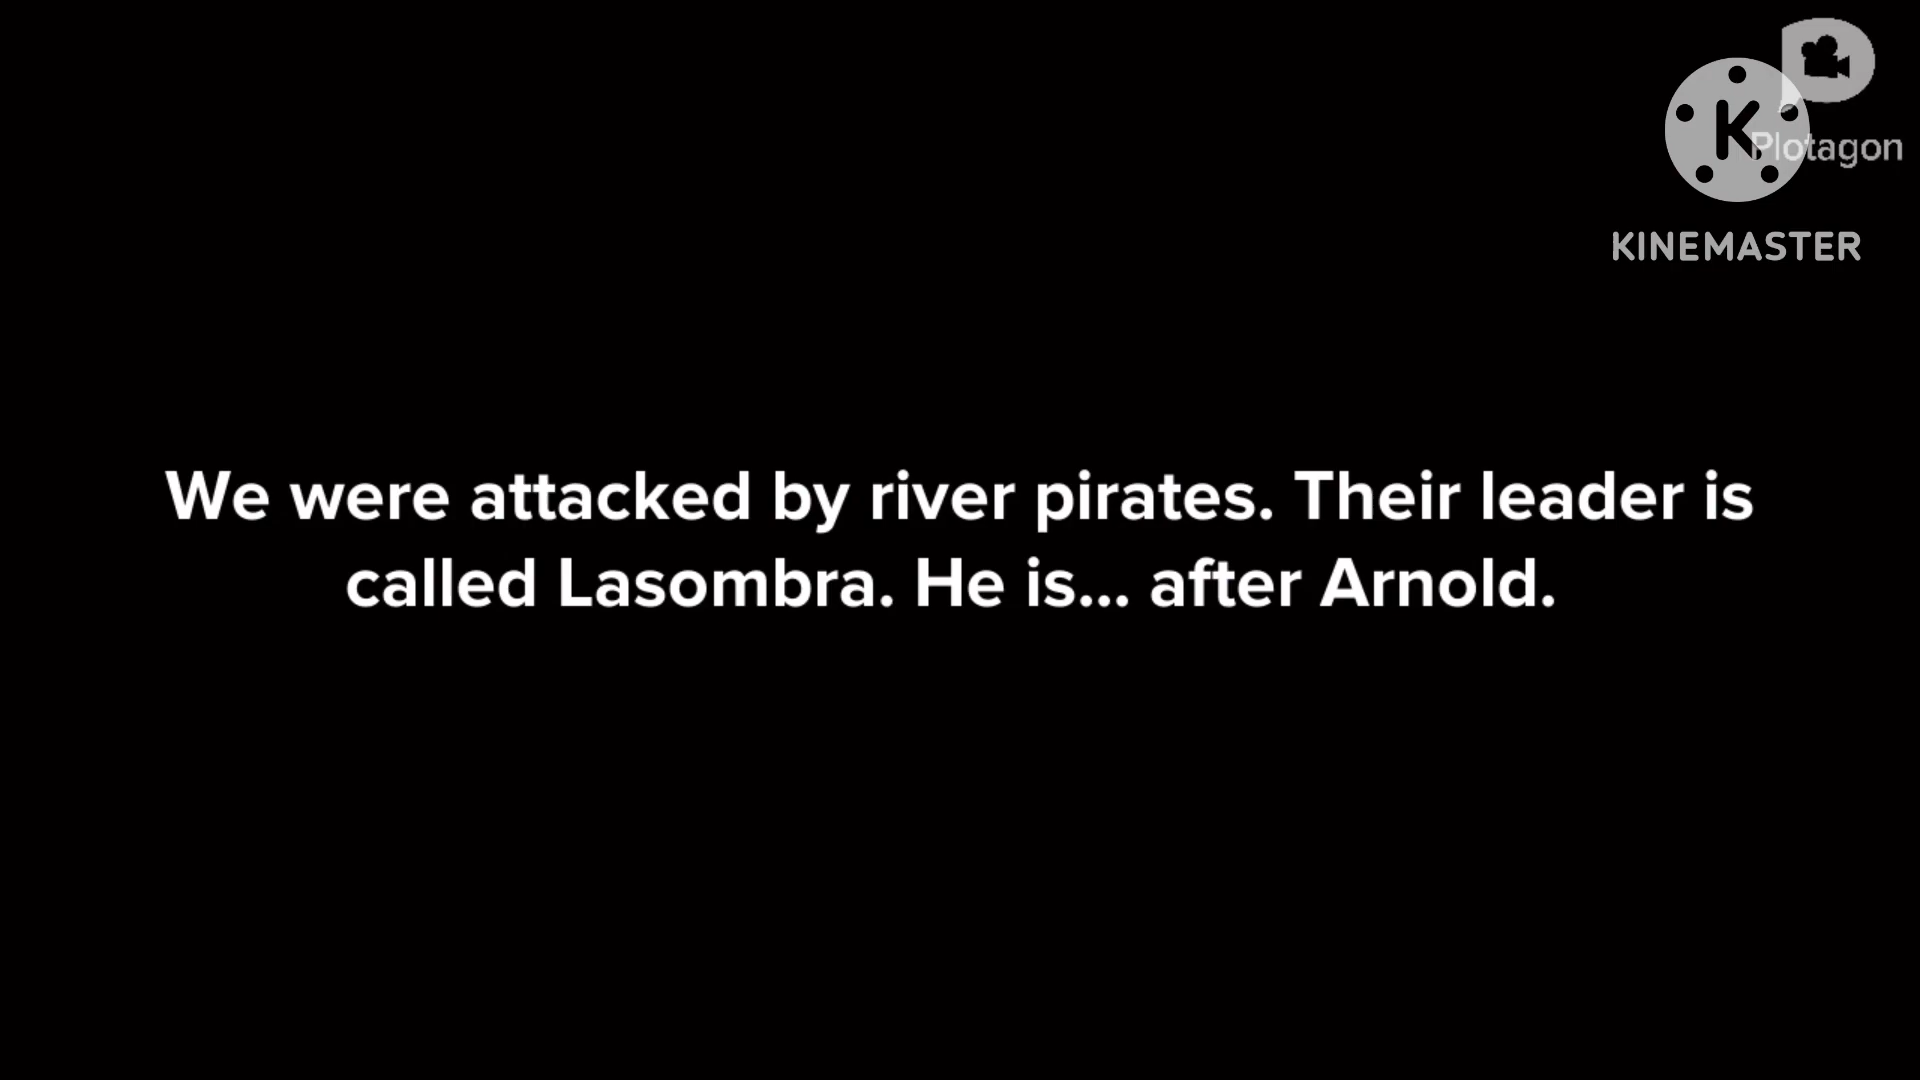 Plotagon
KINEMASTER
We were attacked by river pirates. Their leader is
called Lasombra. He is... after Arnold.